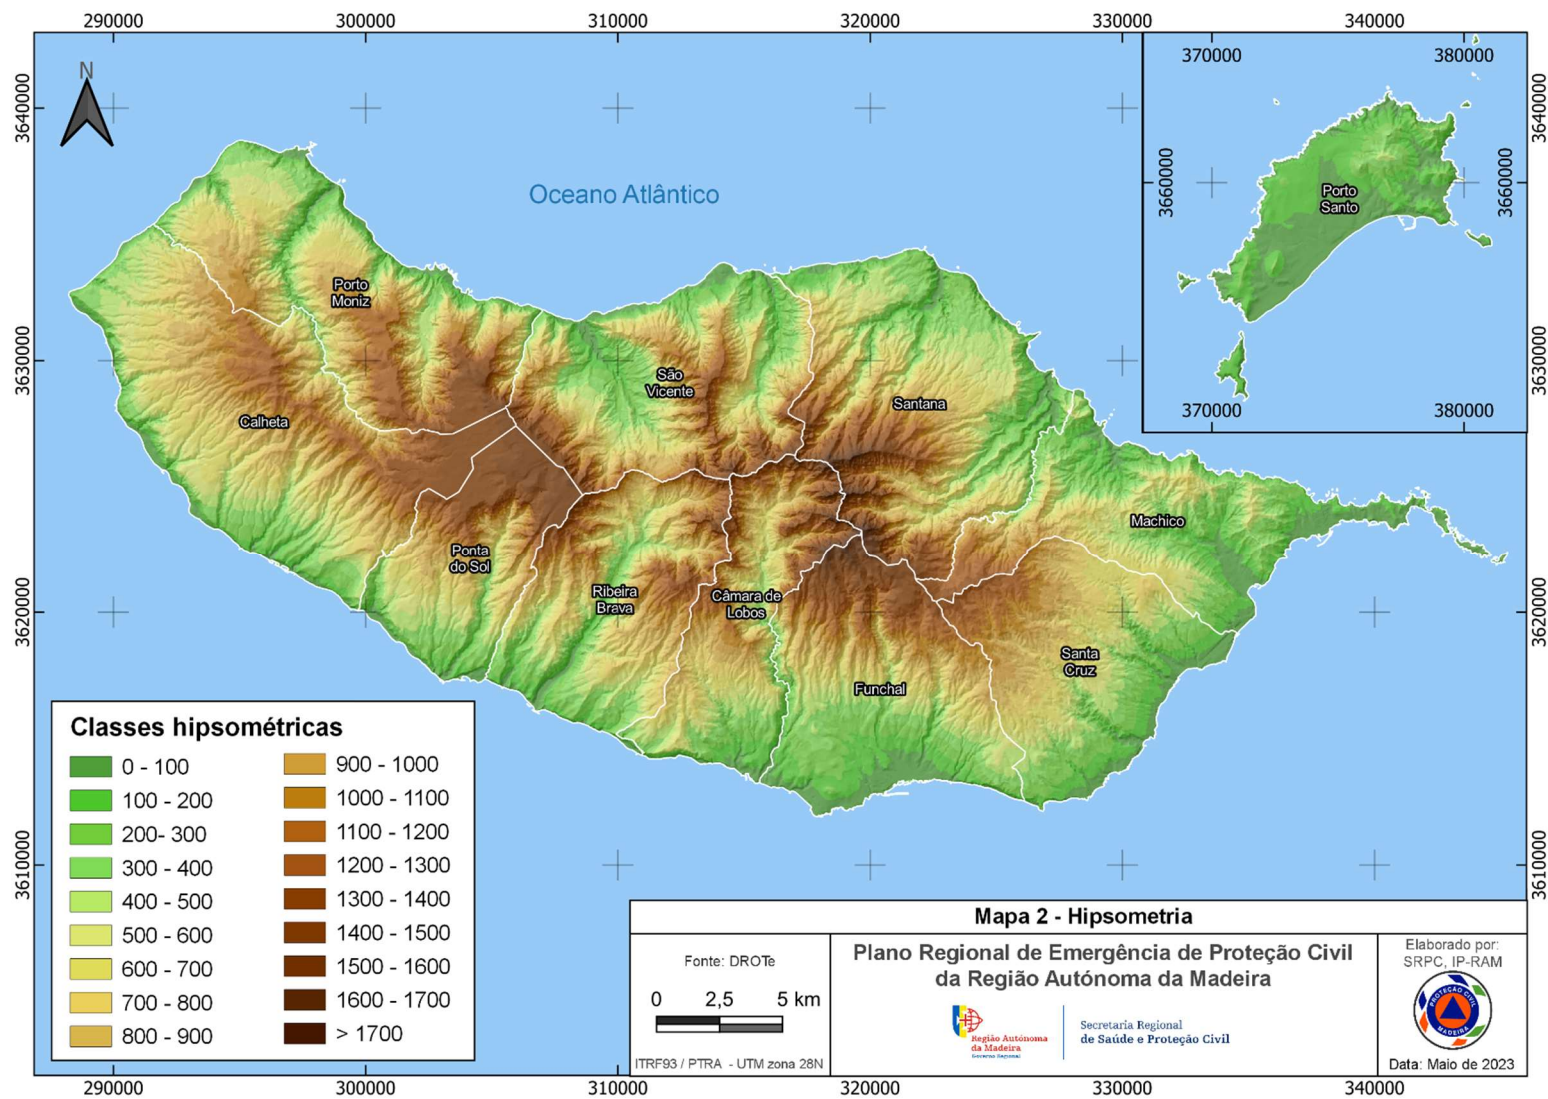 290000
300000
310000
320000
330000
340000
370000
380000
N
3640000
3640000
3660000
3660000
Oceano Atlântico
Porto
Santo
Porto
Moniz
3630000
3630000
São
Vicente
Santana
Calheta
370000
380000
Machico
Ponta
do Sol
Ribeira
Brava
Câmara de
Lobos
3620000
3620000
Santa
Cruz
Funchal
Classes hipsométricas
0 - 100
100 - 200
200- 300
300 - 400
400 - 500
500 - 600
600 - 700
700 - 800
800 - 900
900 - 1000
1000 - 1100
1100 - 1200
1200 - 1300
1300 - 1400
1400 - 1500
1500 - 1600
1600 - 1700
> 1700
3610000
3610000
Mapa 2 - Hipsometria
Fonte: DROTe
0 2,5 5 km
ITRF93 / PTRA - UTM zona 28N
Plano Regional de Emergência de Proteção Civil
da Região Autónoma da Madeira
Região Autónoma
da Madeira
Governo Regional
Secretaria Regional
de Saúde e Proteção Civil
Elaborado por:
SRPC, IP-RAM
PROTEÇÃO CIVIL
MADEIRA
Data: Maio de 2023
290000
300000
310000
320000
330000
340000